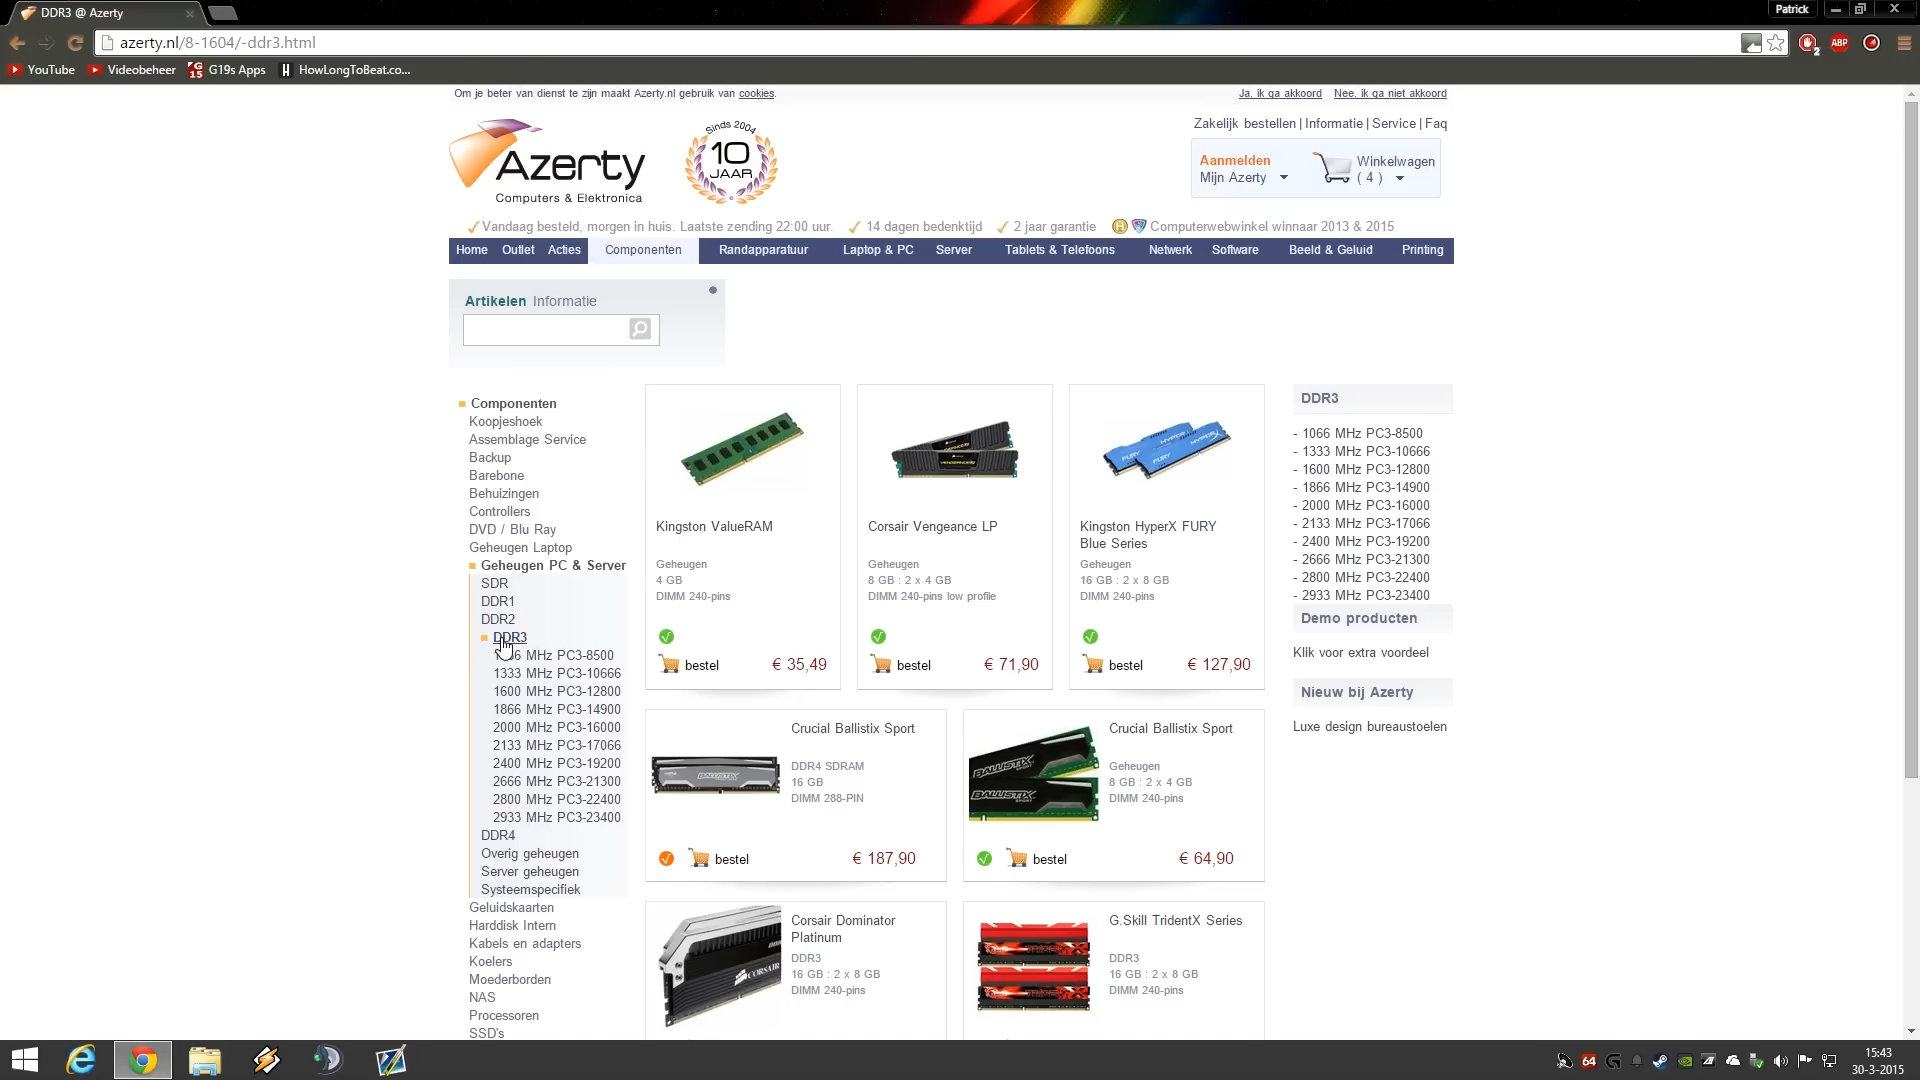 DDR3 @ Azerty
Patrick
azerty.nl/8-1604/-ddr3.html
YouTube Videobeheer G19s Apps HowLongToBeat.co...
Om je beter van dienst te zijn maakt Azerty.nl gebruik van cookies.
Ja, ik ga akkoord Nee, ik ga niet akkoord
Azerty
Computers & Elektronica
Sinds 2004
10
JAAR
Zakelijk bestellen | Informatie | Service | Faq
Aanmelden
Mijn Azerty
Winkelwagen
( 4 )
Vandaag besteld, morgen in huis. Laatste zending 22:00 uur. 14 dagen bedenktijd 2 jaar garantie Computerwebwinkel winnaar 2013 & 2015
Home Outlet Acties Componenten Randapparatuur Laptop & PC Server Tablets & Telefoons Netwerk Software Beeld & Geluid Printing
Artikelen Informatie
Componenten
Koopjeshoek
Assemblage Service
Backup
Barebone
Behuizingen
Controllers
DVD / Blu Ray
Geheugen Laptop
Geheugen PC & Server
SDR
DDR1
DDR2
DDR3
MHz PC3-8500
1333 MHz PC3-10666
1600 MHz PC3-12800
1866 MHz PC3-14900
2000 MHz PC3-16000
2133 MHz PC3-17066
2400 MHz PC3-19200
2666 MHz PC3-21300
2800 MHz PC3-22400
2933 MHz PC3-23400
DDR4
Overig geheugen
Server geheugen
Systeemspecifiek
Geluidskaarten
Harddisk Intern
Kabels en adapters
Koelers
Moederborden
NAS
Processoren
SSD's
Kingston ValueRAM
Geheugen
4 GB
DIMM 240-pins
bestel € 35,49
Corsair Vengeance LP
Geheugen
8 GB : 2 x 4 GB
DIMM 240-pins low profile
bestel € 71,90
Kingston HyperX FURY
Blue Series
Geheugen
16 GB : 2 x 8 GB
DIMM 240-pins
bestel € 127,90
Crucial Ballistix Sport
DDR4 SDRAM
16 GB
DIMM 288-PIN
bestel € 187,90
BALLISTIX
Crucial Ballistix Sport
Geheugen
8 GB : 2 x 4 GB
DIMM 240-pins
bestel € 64,90
BALLISTIX
BALLISTIX
Corsair Dominator
Platinum
DDR3
16 GB : 2 x 8 GB
DIMM 240-pins
CORSAIR
G.Skill TridentX Series
DDR3
16 GB : 2 x 8 GB
DIMM 240-pins
DDR3
- 1066 MHz PC3-8500
- 1333 MHz PC3-10666
- 1600 MHz PC3-12800
- 1866 MHz PC3-14900
- 2000 MHz PC3-16000
- 2133 MHz PC3-17066
- 2400 MHz PC3-19200
- 2666 MHz PC3-21300
- 2800 MHz PC3-22400
- 2933 MHz PC3-23400
Demo producten
Klik voor extra voordeel
Nieuw bij Azerty
Luxe design bureaustoelen
64
15:43
30-3-2015